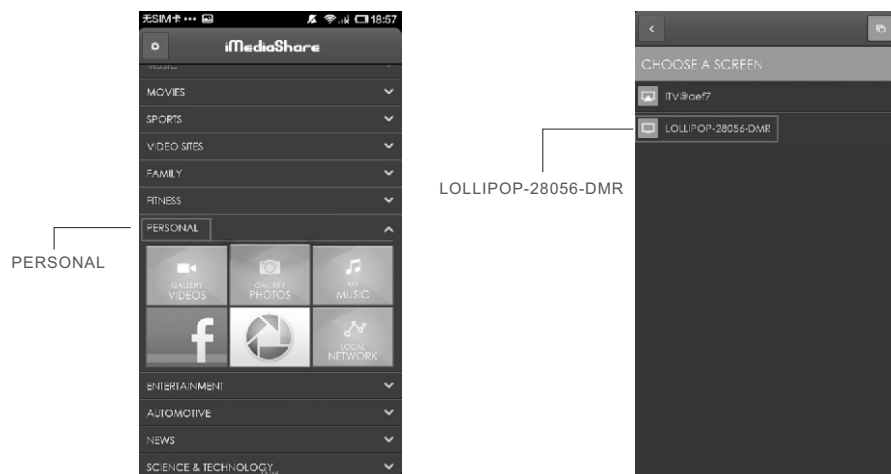 无SIM卡 ••• 18:57
iMediaShare
MUSIC
MOVIES
SPORTS
VIDEO SITES
FAMILY
FITNESS
PERSONAL
GALLERY
VIDEOS
GALLERY
PHOTOS
MY
MUSIC
f
LOCAL
NETWORK
ENTERTAINMENT
AUTOMOTIVE
NEWS
SCIENCE & TECHNOLOGY
PERSONAL
CHOOSE A SCREEN
iTV@aef7
LOLLIPOP-28056-DMR
LOLLIPOP-28056-DMR